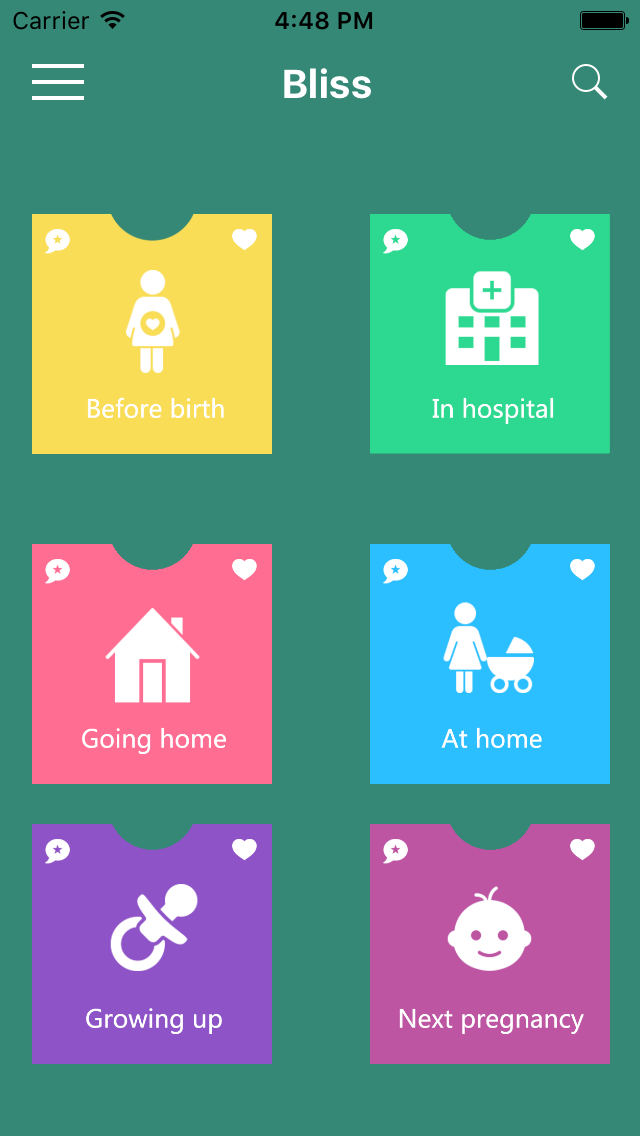 Carrier 4:48 PM
Bliss
Before birth
In hospital
Going home
At home
Growing up
Next pregnancy